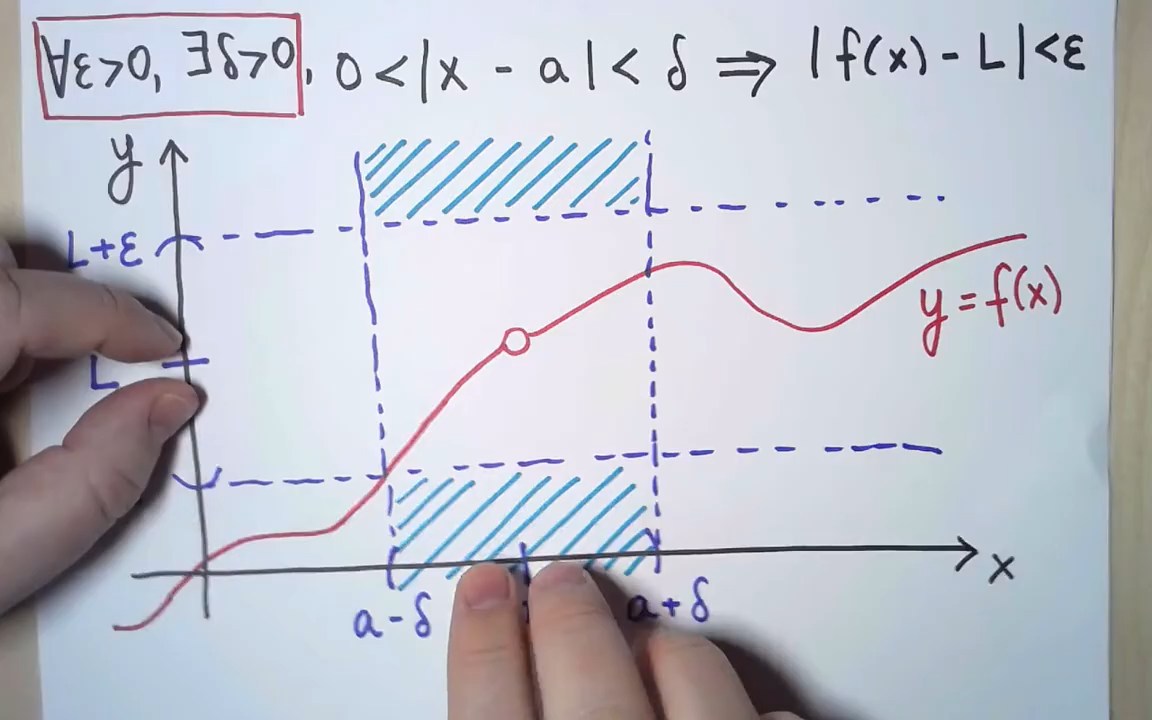 ∀ε>0, ∃δ>0, 0<|x - a|< δ ⇒ |f(x) - L|<ε
y
L+ε
y = f(x)
L
x
a-δ
a+δ